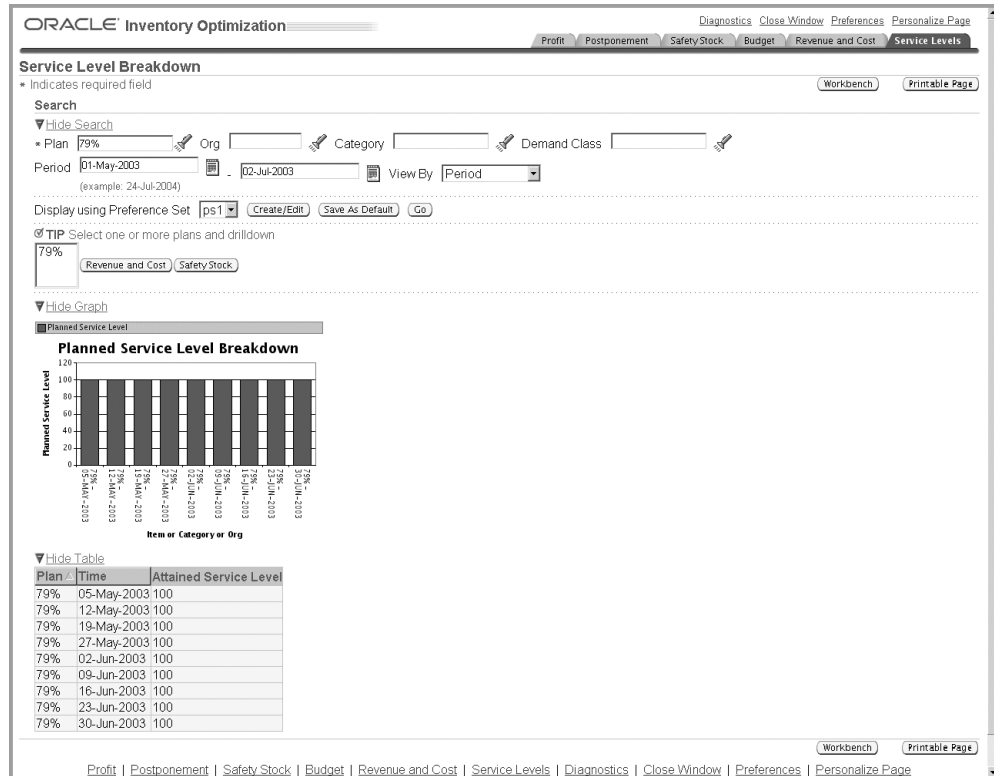 ORACLE Inventory Optimization
Diagnostics Close Window Preferences Personalize Page
Profit Postponement Safety Stock Budget Revenue and Cost Service Levels
Service Level Breakdown
* Indicates required field
Workbench Printable Page
Search
Hide Search
* Plan 79% Org Category Demand Class
Period 01-May-2003 - 02-Jul-2003 View By Period
(example: 24-Jul-2004)
Display using Preference Set ps1 Create/Edit Save As Default Go
TIP Select one or more plans and drilldown
79%
Revenue and Cost Safety Stock
Hide Graph
Planned Service Level
Planned Service Level Breakdown
Planned Service Level
120
100
80
60
40
20
0
79% - 05-MAY-2003
79% - 12-MAY-2003
79% - 19-MAY-2003
79% - 27-MAY-2003
79% - 02-JUN-2003
79% - 09-JUN-2003
79% - 16-JUN-2003
79% - 23-JUN-2003
79% - 30-JUN-2003
Item or Category or Org
Hide Table
Plan Time Attained Service Level
79% 05-May-2003 100
79% 12-May-2003 100
79% 19-May-2003 100
79% 27-May-2003 100
79% 02-Jun-2003 100
79% 09-Jun-2003 100
79% 16-Jun-2003 100
79% 23-Jun-2003 100
79% 30-Jun-2003 100
Workbench Printable Page
Profit | Postponement | Safety Stock | Budget | Revenue and Cost | Service Levels | Diagnostics | Close Window | Preferences | Personalize Page